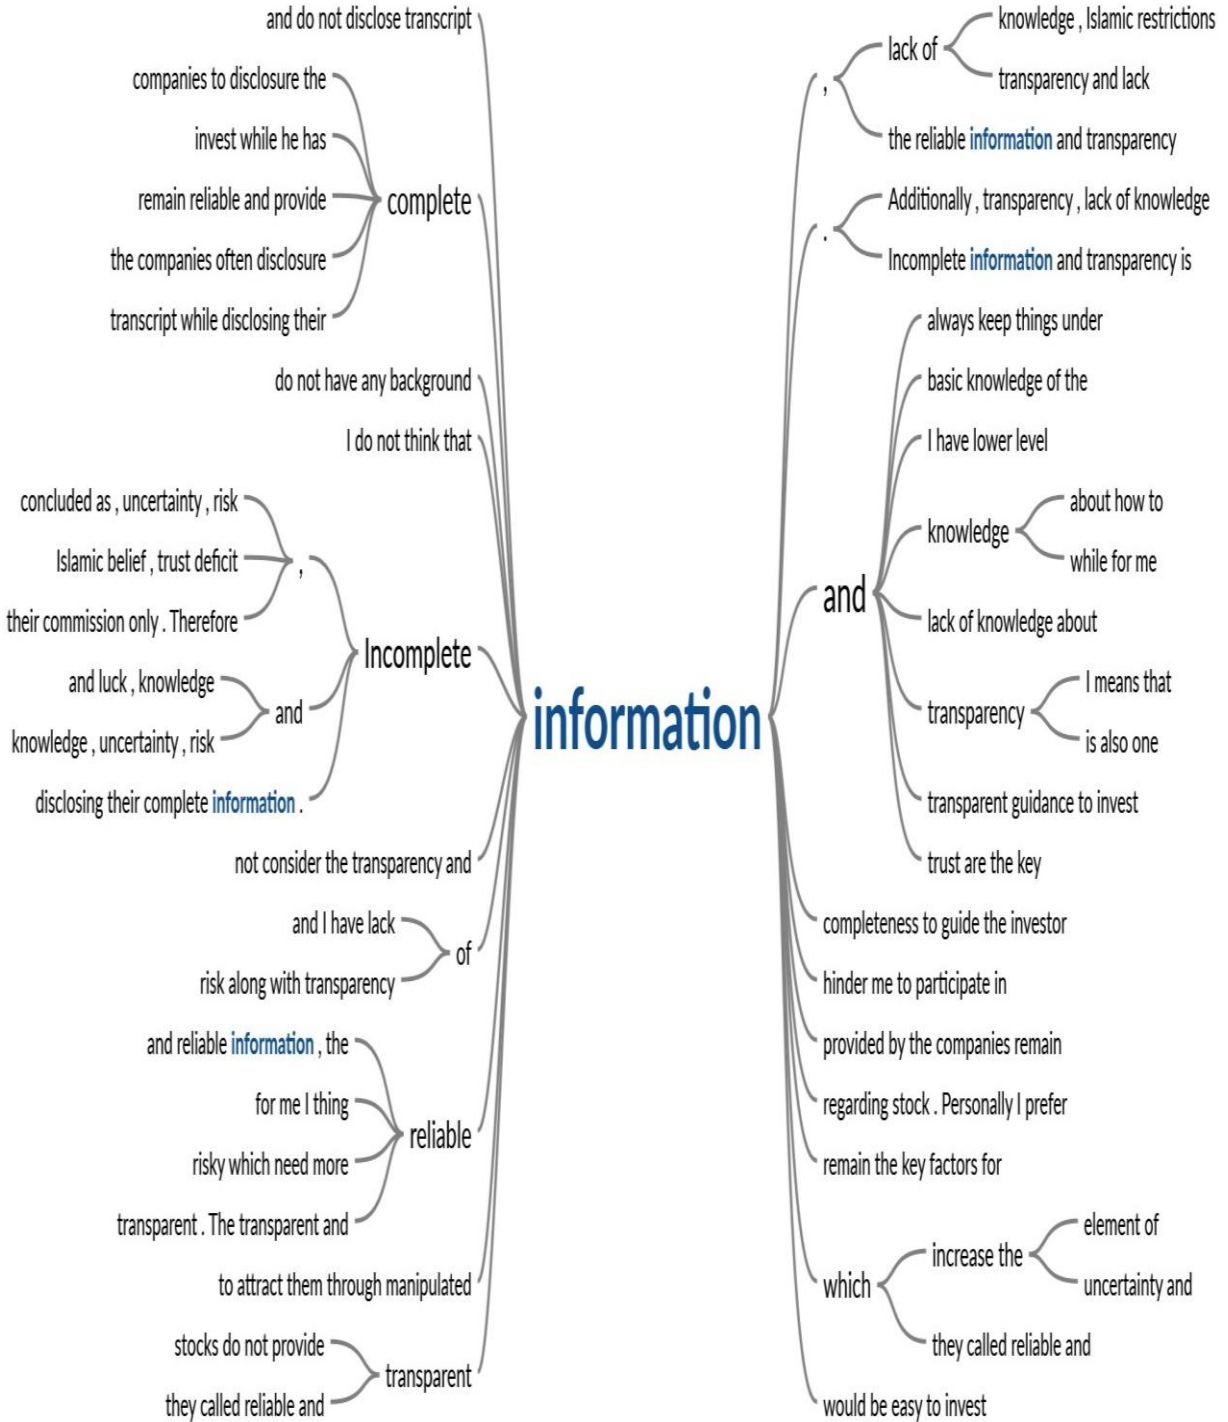 and do not disclose transcript
companies to disclosure the
invest while he has
remain reliable and provide
complete
the companies often disclosure
transcript while disclosing their
do not have any background
I do not think that
concluded as , uncertainty , risk
Islamic belief , trust deficit
,
their commission only . Therefore
Incomplete
and luck , knowledge
and
knowledge , uncertainty , risk
disclosing their complete information .
not consider the transparency and
and I have lack
of
risk along with transparency
and reliable information , the
for me I thing
reliable
risky which need more
transparent . The transparent and
to attract them through manipulated
stocks do not provide
transparent
they called reliable and
information
knowledge , Islamic restrictions
lack of
transparency and lack
,
the reliable information and transparency
Additionally , transparency , lack of knowledge
.
Incomplete information and transparency is
always keep things under
basic knowledge of the
I have lower level
about how to
knowledge
while for me
and
lack of knowledge about
I means that
transparency
is also one
transparent guidance to invest
trust are the key
completeness to guide the investor
hinder me to participate in
provided by the companies remain
regarding stock . Personally I prefer
remain the key factors for
element of
increase the
uncertainty and
which
they called reliable and
would be easy to invest